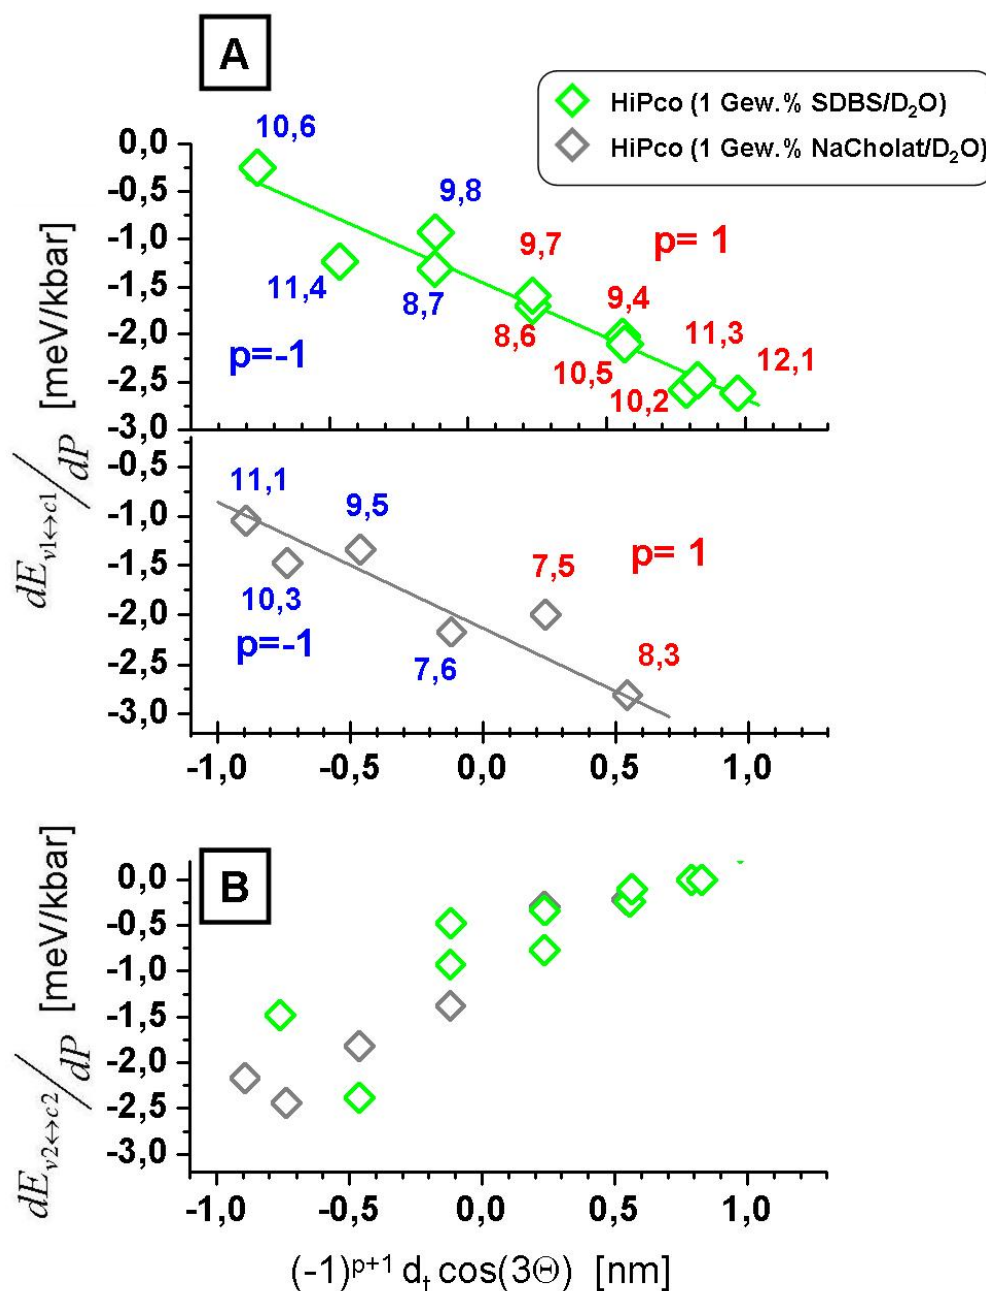 A
HiPco (1 Gew.% SDBS/D₂O)
HiPco (1 Gew.% NaCholat/D₂O)
10,6
0,0
-0,5
-1,0
-1,5
-2,0
-2,5
-3,0
9,8
11,4
8,7
9,7
p= 1
8,6
9,4
11,3
12,1
10,5
10,2
p=-1
dE_{v1↔c1}/dP [meV/kbar]
-0,5
-1,0
-1,5
-2,0
-2,5
-3,0
11,1
9,5
10,3
p=-1
7,6
7,5
p= 1
8,3
-1,0 -0,5 0,0 0,5 1,0
B
0,0
-0,5
-1,0
-1,5
-2,0
-2,5
-3,0
dE_{v2↔c2}/dP [meV/kbar]
-1,0 -0,5 0,0 0,5 1,0
(-1)^{p+1} d_t cos(3Θ) [nm]